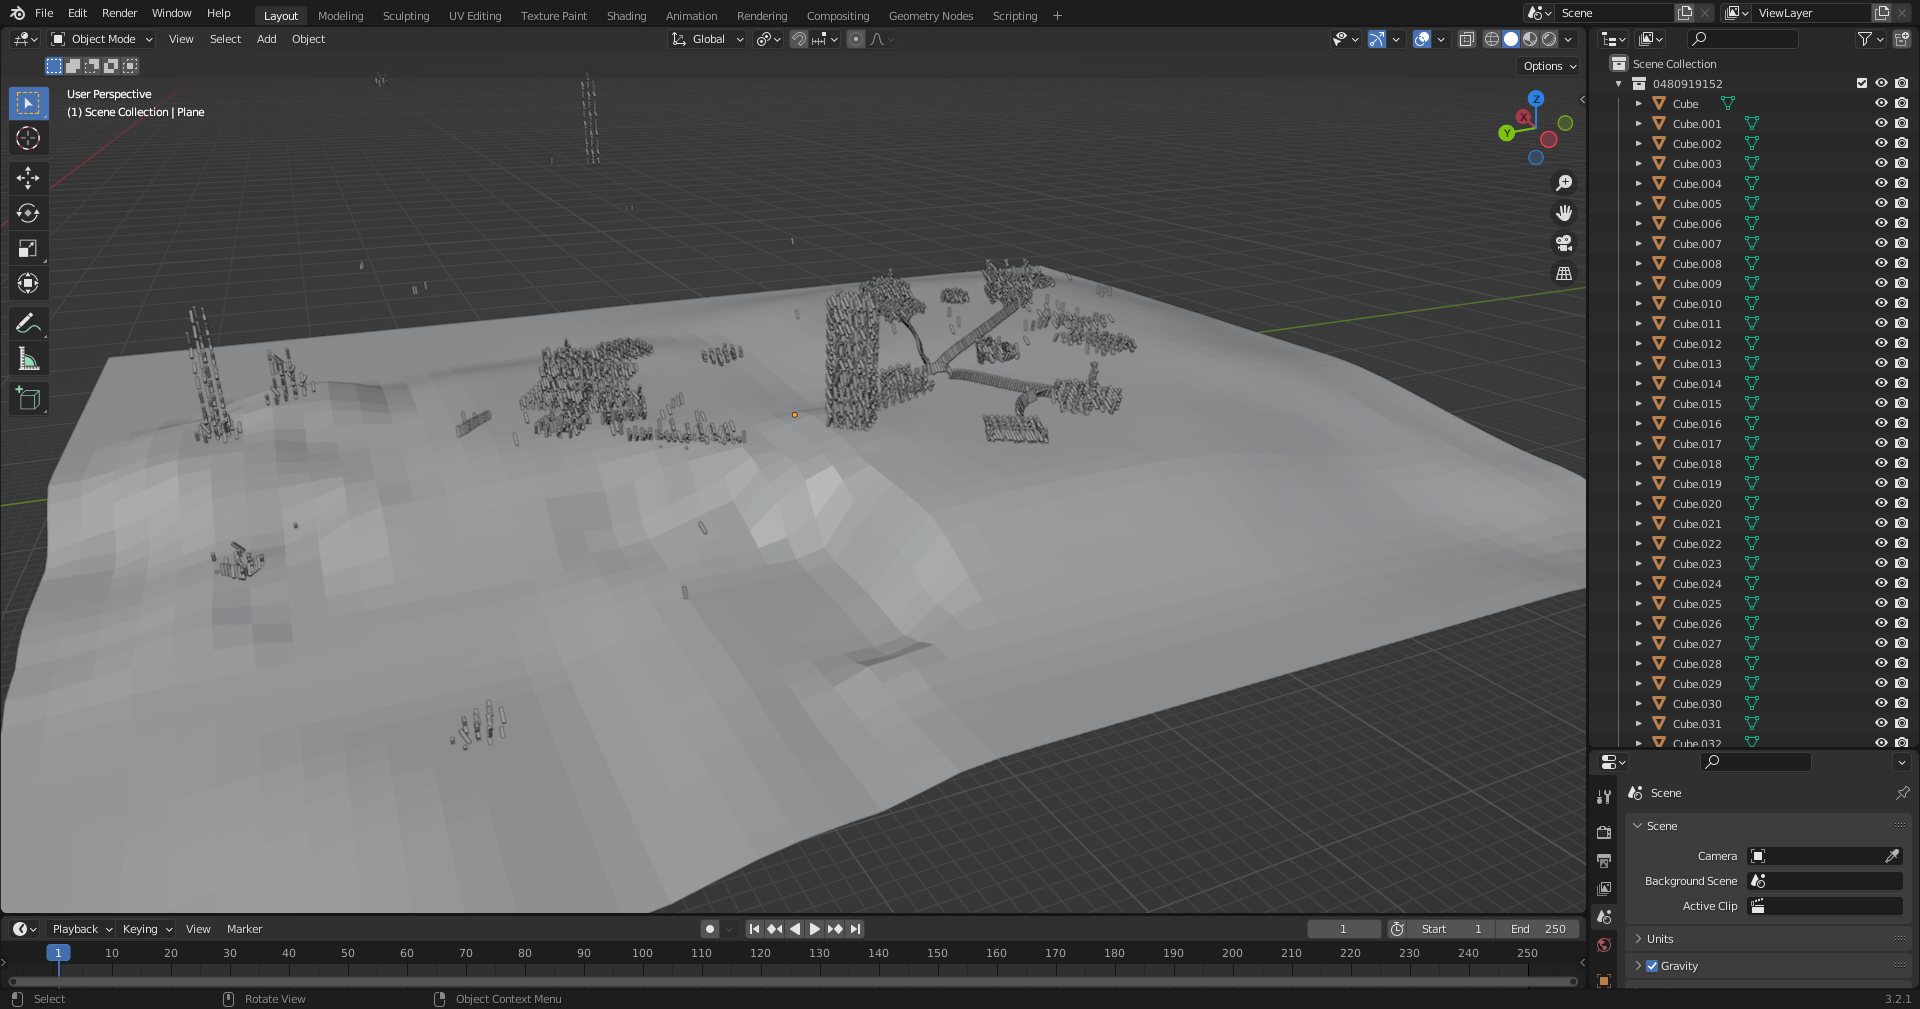 File Edit Render Window Help Layout Modeling Sculpting UV Editing Texture Paint Shading Animation Rendering Compositing Geometry Nodes Scripting + Scene ViewLayer
Object Mode View Select Add Object Global
Options
User Perspective
(1) Scene Collection | Plane
Z
X
Y
Scene Collection
0480919152
Cube
Cube.001
Cube.002
Cube.003
Cube.004
Cube.005
Cube.006
Cube.007
Cube.008
Cube.009
Cube.010
Cube.011
Cube.012
Cube.013
Cube.014
Cube.015
Cube.016
Cube.017
Cube.018
Cube.019
Cube.020
Cube.021
Cube.022
Cube.023
Cube.024
Cube.025
Cube.026
Cube.027
Cube.028
Cube.029
Cube.030
Cube.031
Cube.032
Scene
Scene
Camera
Background Scene
Active Clip
Units
Gravity
Playback Keying View Marker 1 Start 1 End 250
1 10 20 30 40 50 60 70 80 90 100 110 120 130 140 150 160 170 180 190 200 210 220 230 240 250
Select Rotate View Object Context Menu 3.2.1